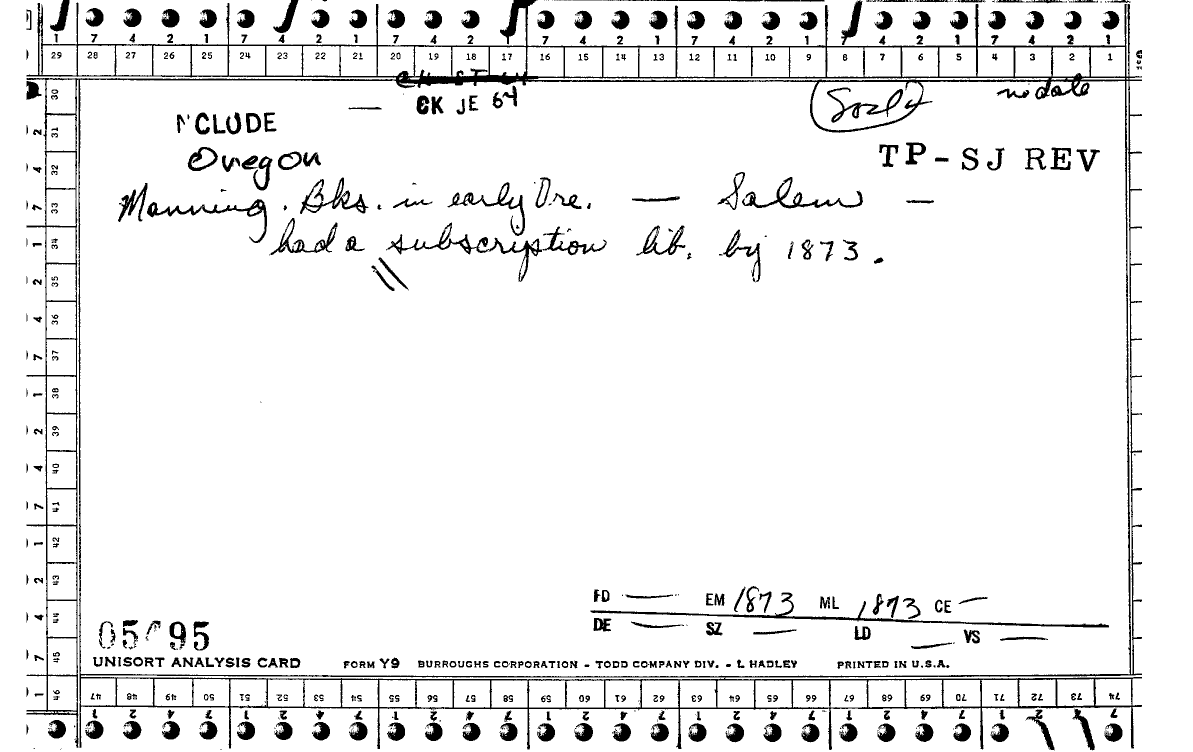 1 7 4 2 1 7 4 2 1 7 4 2 1 7 4 2 1 7 4 2 1 7 4 2 1 7 4 2 1
29 28 27 26 25 24 23 22 21 20 19 18 17 16 15 14 13 12 11 10 9 8 7 6 5 4 3 2 1
— CK JE 64
no date
NCLUDE
Oregon
TP-SJ REV
Manning. Bks. in early Ore. — Salem —
had a subscription lib. by 1873.
30
2 31
4 32
7 33
1 34
2 35
4 36
7 37
1 38
2 39
4 40
7 41
1 42
2 43
4 44
7 45
1 46
FD — EM 1873 ML 1873 CE —
DE — SZ — LD — VS —
UNISORT ANALYSIS CARD FORM Y9 BURROUGHS CORPORATION - TODD COMPANY DIV. - L HADLEY PRINTED IN U.S.A.
47 48 49 50 51 52 53 54 55 56 57 58 59 60 61 62 63 64 65 66 67 68 69 70 71 72 73 74
1 2 4 7 1 2 4 7 1 2 4 7 1 2 4 7 1 2 4 7 1 2 4 7 1 2 4 7